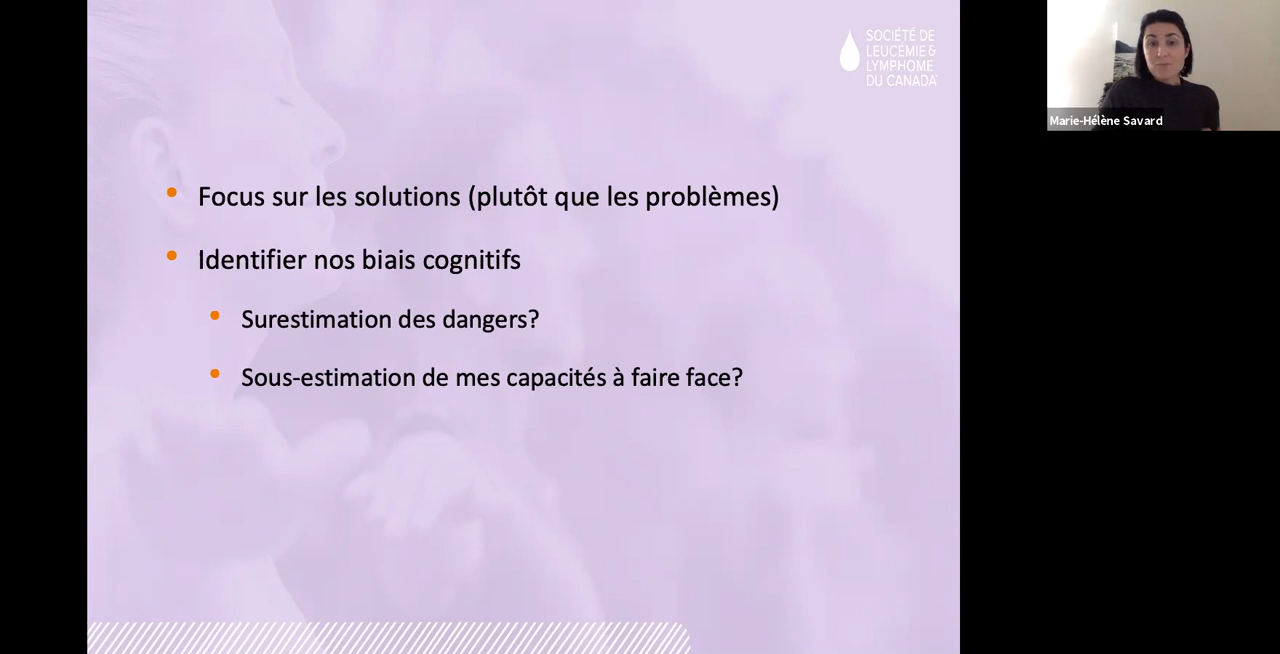 SOCIÉTÉ DE
LEUCÉMIE &
LYMPHOME
DU CANADA
Marie-Hélène Savard
• Focus sur les solutions (plutôt que les problèmes)
• Identifier nos biais cognitifs
• Surestimation des dangers?
• Sous-estimation de mes capacités à faire face?